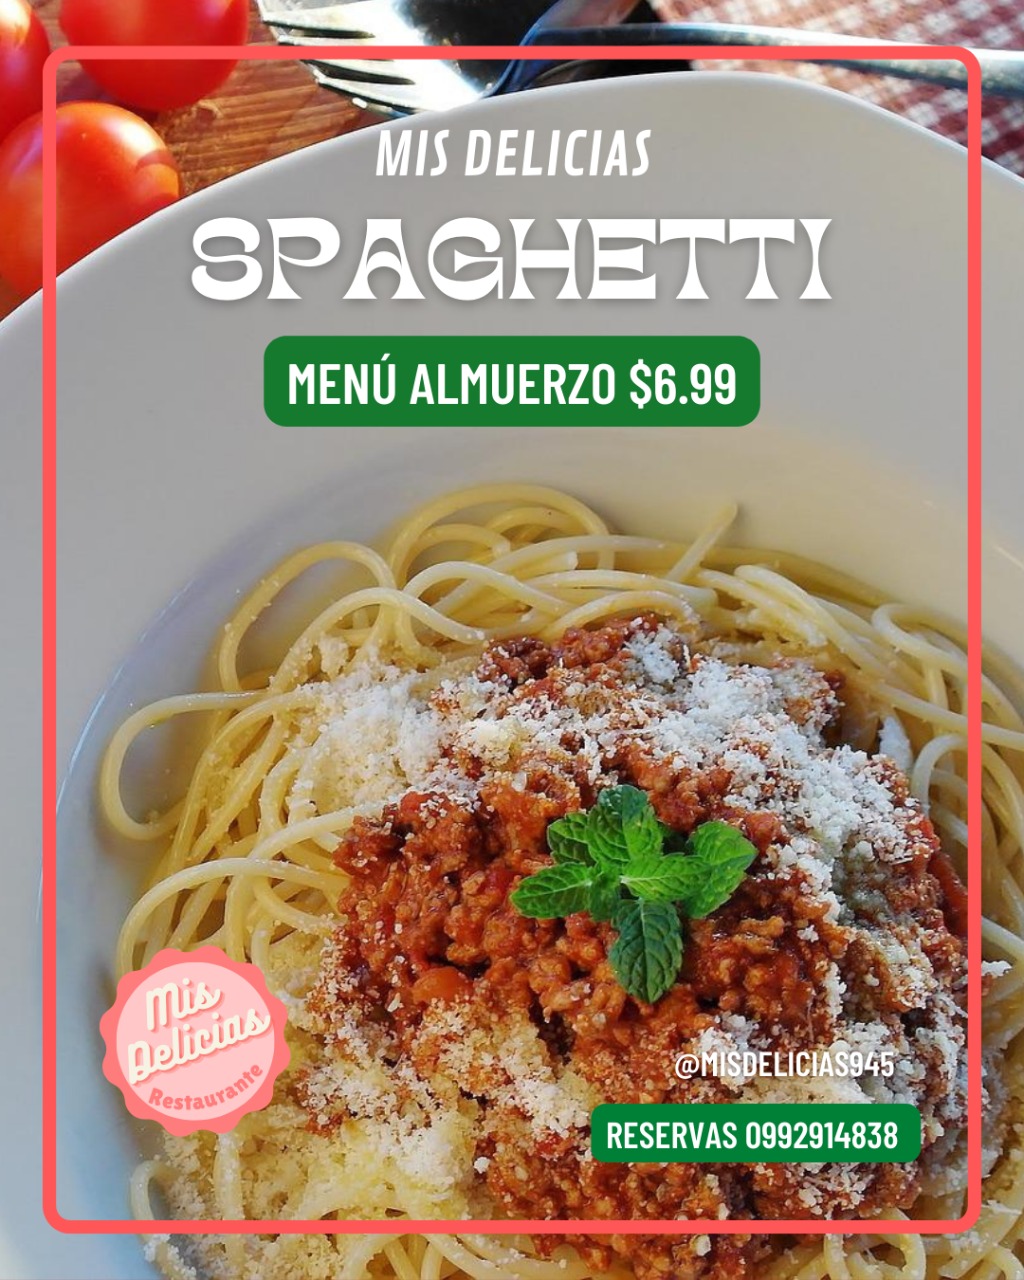 MIS DELICIAS
SPAGHETTI
MENÚ ALMUERZO $6.99
Mis
Delicias
Restaurante
@MISDELICIAS945
RESERVAS 0992914838